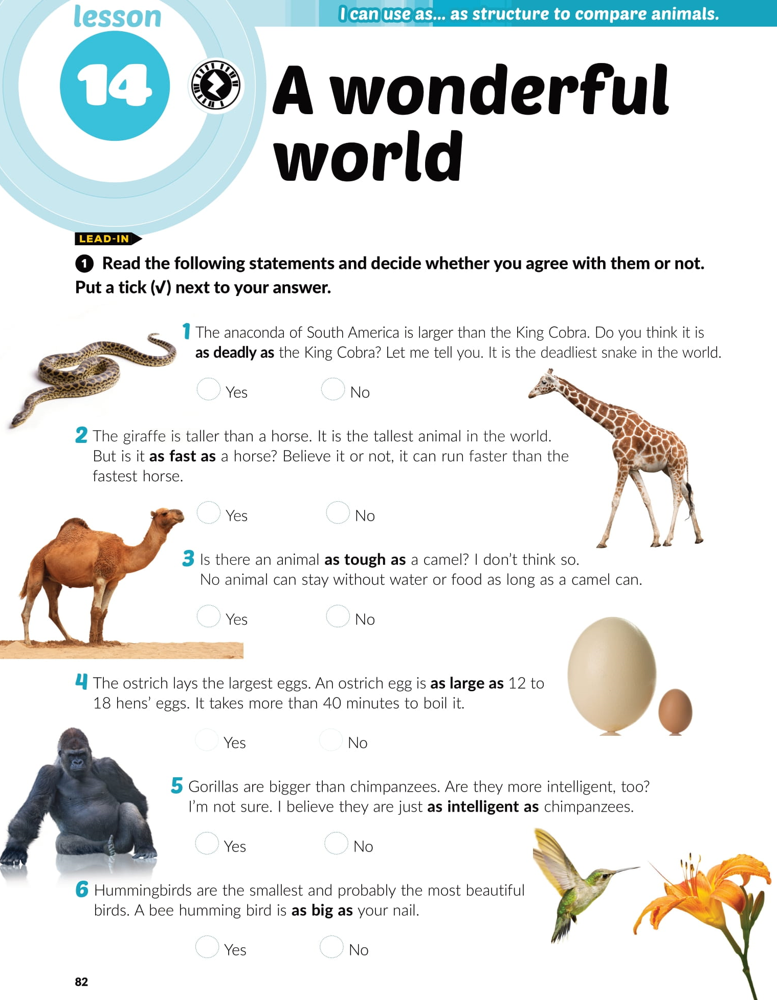 lesson
14
I can use as... as structure to compare animals.
A wonderful
world
LEAD-IN
1 Read the following statements and decide whether you agree with them or not.
Put a tick (√) next to your answer.
1 The anaconda of South America is larger than the King Cobra. Do you think it is
as deadly as the King Cobra? Let me tell you. It is the deadliest snake in the world.
Yes No
2 The giraffe is taller than a horse. It is the tallest animal in the world.
But is it as fast as a horse? Believe it or not, it can run faster than the
fastest horse.
Yes No
3 Is there an animal as tough as a camel? I don't think so.
No animal can stay without water or food as long as a camel can.
Yes No
4 The ostrich lays the largest eggs. An ostrich egg is as large as 12 to
18 hens' eggs. It takes more than 40 minutes to boil it.
Yes No
5 Gorillas are bigger than chimpanzees. Are they more intelligent, too?
I'm not sure. I believe they are just as intelligent as chimpanzees.
Yes No
6 Hummingbirds are the smallest and probably the most beautiful
birds. A bee humming bird is as big as your nail.
Yes No
82